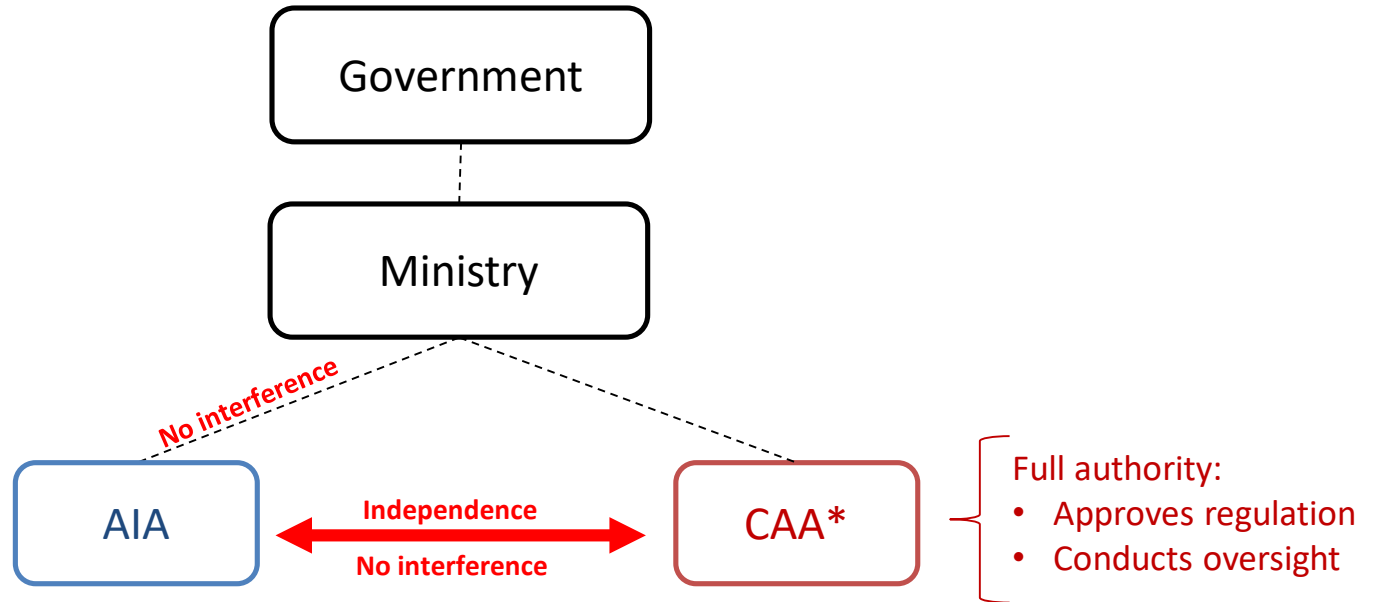 Government
Ministry
No interference
AIA
Independence
No interference
CAA*
Full authority:
• Approves regulation
• Conducts oversight